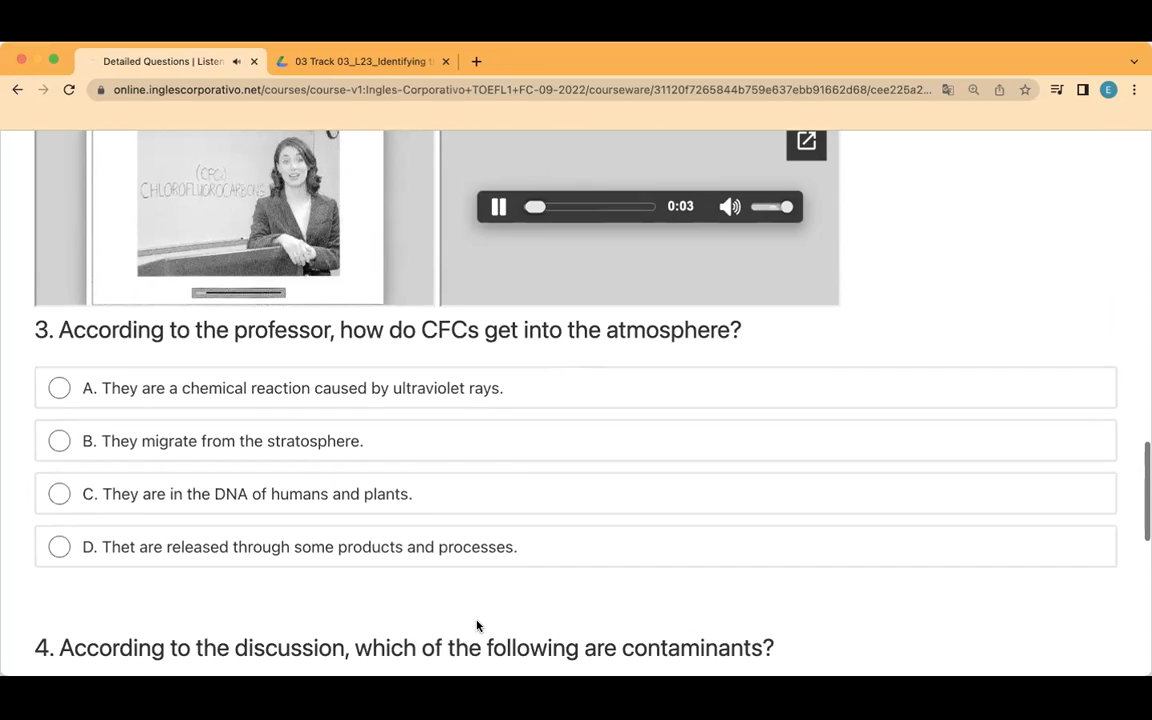 Detailed Questions | Listen
03 Track 03_L23_Identifying t
online.inglescorporativo.net/courses/course-v1:Ingles-Corporativo+TOEFL1+FC-09-2022/courseware/31120f7265844b759e637ebb91662d68/cee225a2...
E
(CFCs)
CHLOROFLUOROCARBONS
0:03
3. According to the professor, how do CFCs get into the atmosphere?
A. They are a chemical reaction caused by ultraviolet rays.
B. They migrate from the stratosphere.
C. They are in the DNA of humans and plants.
D. Thet are released through some products and processes.
4. According to the discussion, which of the following are contaminants?